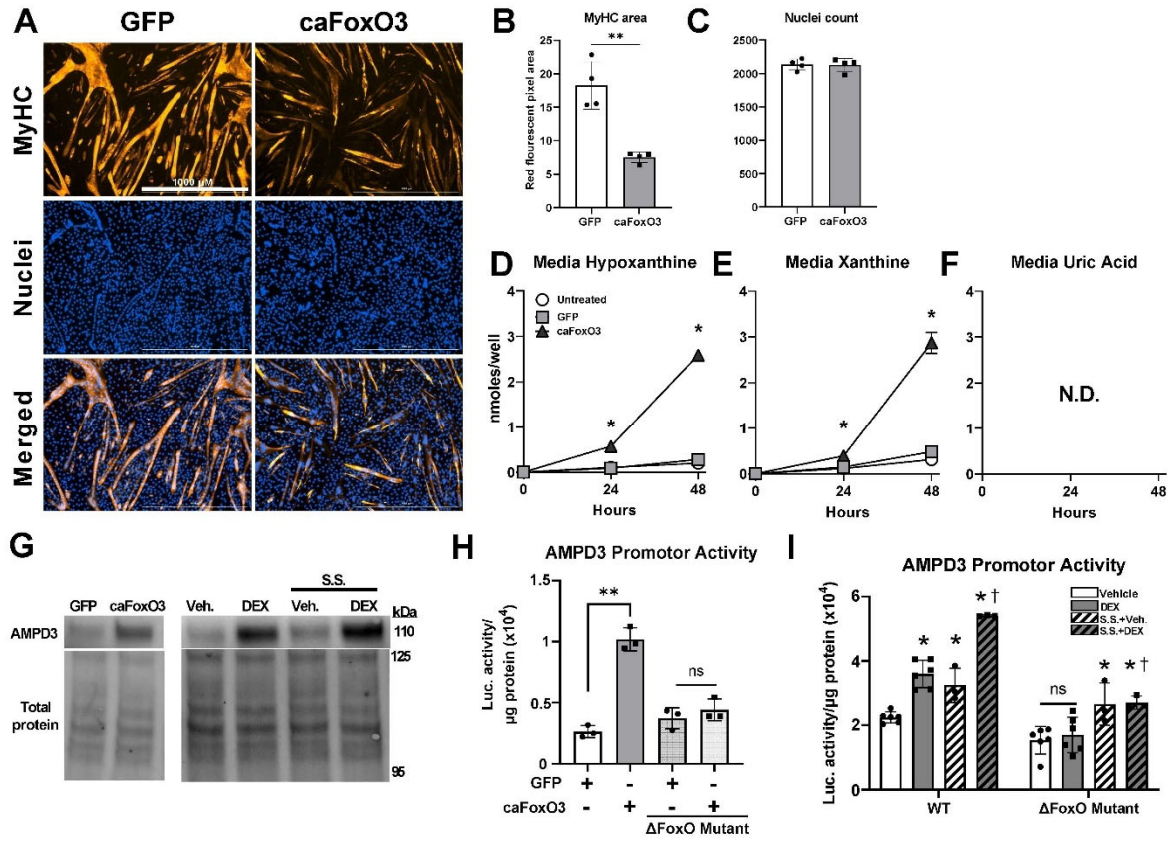 A
GFP
caFoxO3
MyHC
1000 µM
Nuclei
Merged
B
MyHC area
**
Red flourescent pixel area
25
20
15
10
5
0
GFP
caFoxO3
C
Nuclei count
2500
2250
2000
1750
1500
1250
1000
750
500
250
0
GFP
caFoxO3
D
Media Hypoxanthine
nmoles/well
4
3
2
1
0
Untreated
GFP
caFoxO3
*
*
0
24
48
Hours
E
Media Xanthine
4
3
2
1
0
*
*
0
24
48
Hours
F
Media Uric Acid
4
3
2
1
0
N.D.
0
24
48
Hours
G
S.S.
GFP
caFoxO3
Veh.
DEX
Veh.
DEX
kDa
AMPD3
110
125
Total
protein
95
H
AMPD3 Promotor Activity
Luc. activity/
µg protein (x10⁴)
1.5
1
0.5
0
**
ns
GFP
+
-
+
-
caFoxO3
-
+
-
+
ΔFoxO Mutant
I
AMPD3 Promotor Activity
Luc. activity/µg protein (x10⁴)
6
4
2
0
Vehicle
DEX
S.S.+Veh.
S.S.+DEX
*
*
* †
ns
*
* †
WT
ΔFoxO Mutant